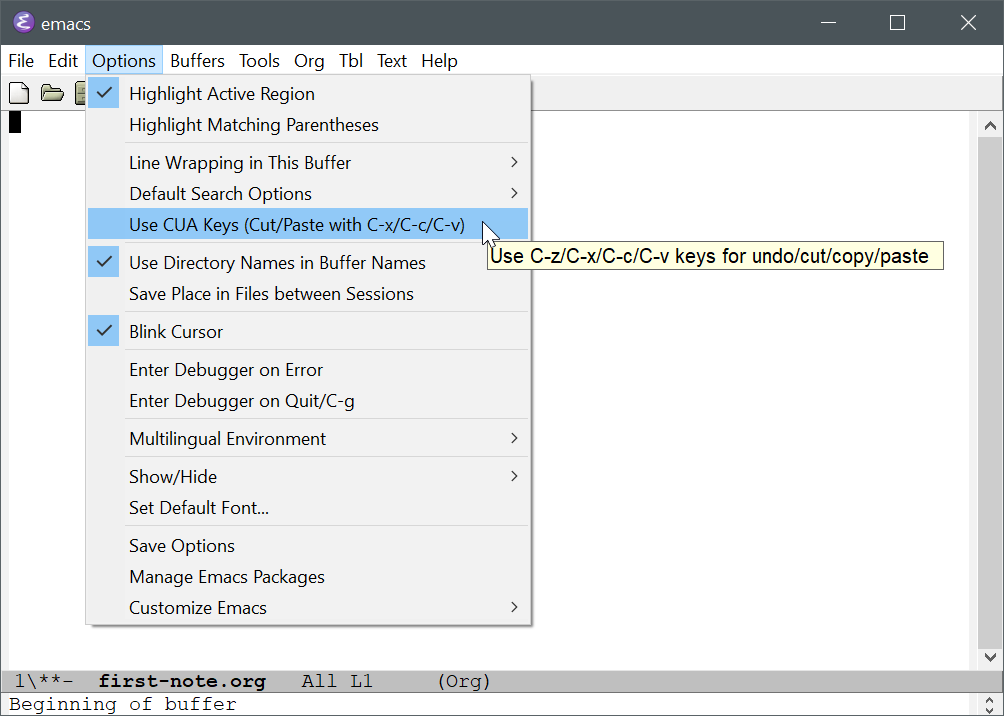 emacs
File Edit Options Buffers Tools Org Tbl Text Help
Highlight Active Region
Highlight Matching Parentheses
Line Wrapping in This Buffer
Default Search Options
Use CUA Keys (Cut/Paste with C-x/C-c/C-v)
Use C-z/C-x/C-c/C-v keys for undo/cut/copy/paste
Use Directory Names in Buffer Names
Save Place in Files between Sessions
Blink Cursor
Enter Debugger on Error
Enter Debugger on Quit/C-g
Multilingual Environment
Show/Hide
Set Default Font...
Save Options
Manage Emacs Packages
Customize Emacs
1\**- first-note.org All L1 (Org)
Beginning of buffer